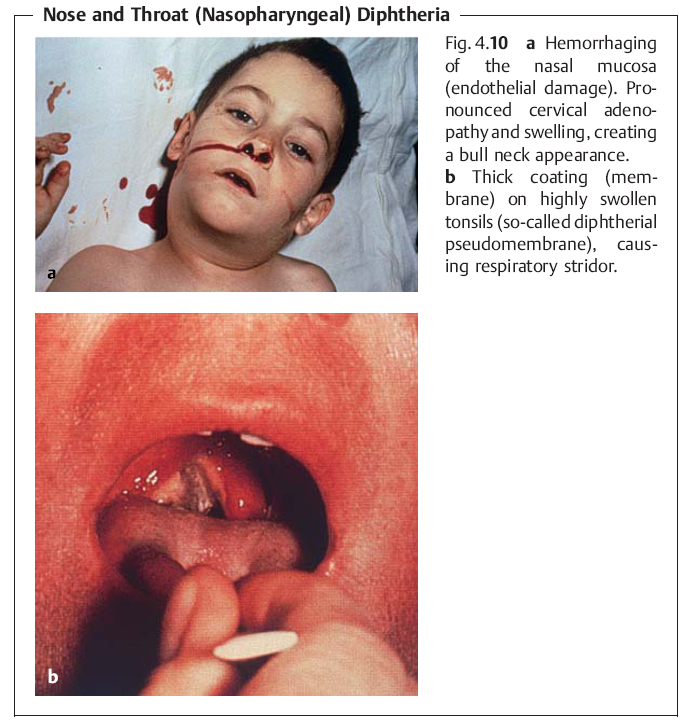 Nose and Throat (Nasopharyngeal) Diphtheria
Fig. 4.10 a Hemorrhaging
of the nasal mucosa
(endothelial damage). Pro-
nounced cervical adeno-
pathy and swelling, creating
a bull neck appearance.
b Thick coating (mem-
brane) on highly swollen
tonsils (so-called diphtherial
pseudomembrane), caus-
ing respiratory stridor.
a
b